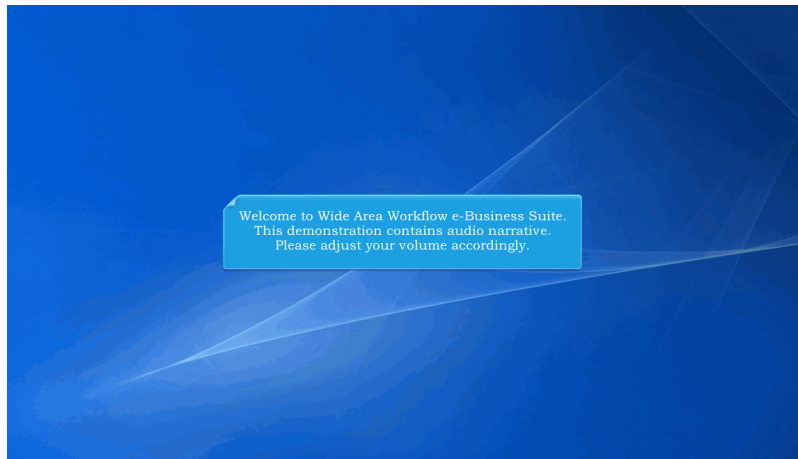 Welcome to Wide Area Workflow e-Business Suite.
This demonstration contains audio narrative.
Please adjust your volume accordingly.